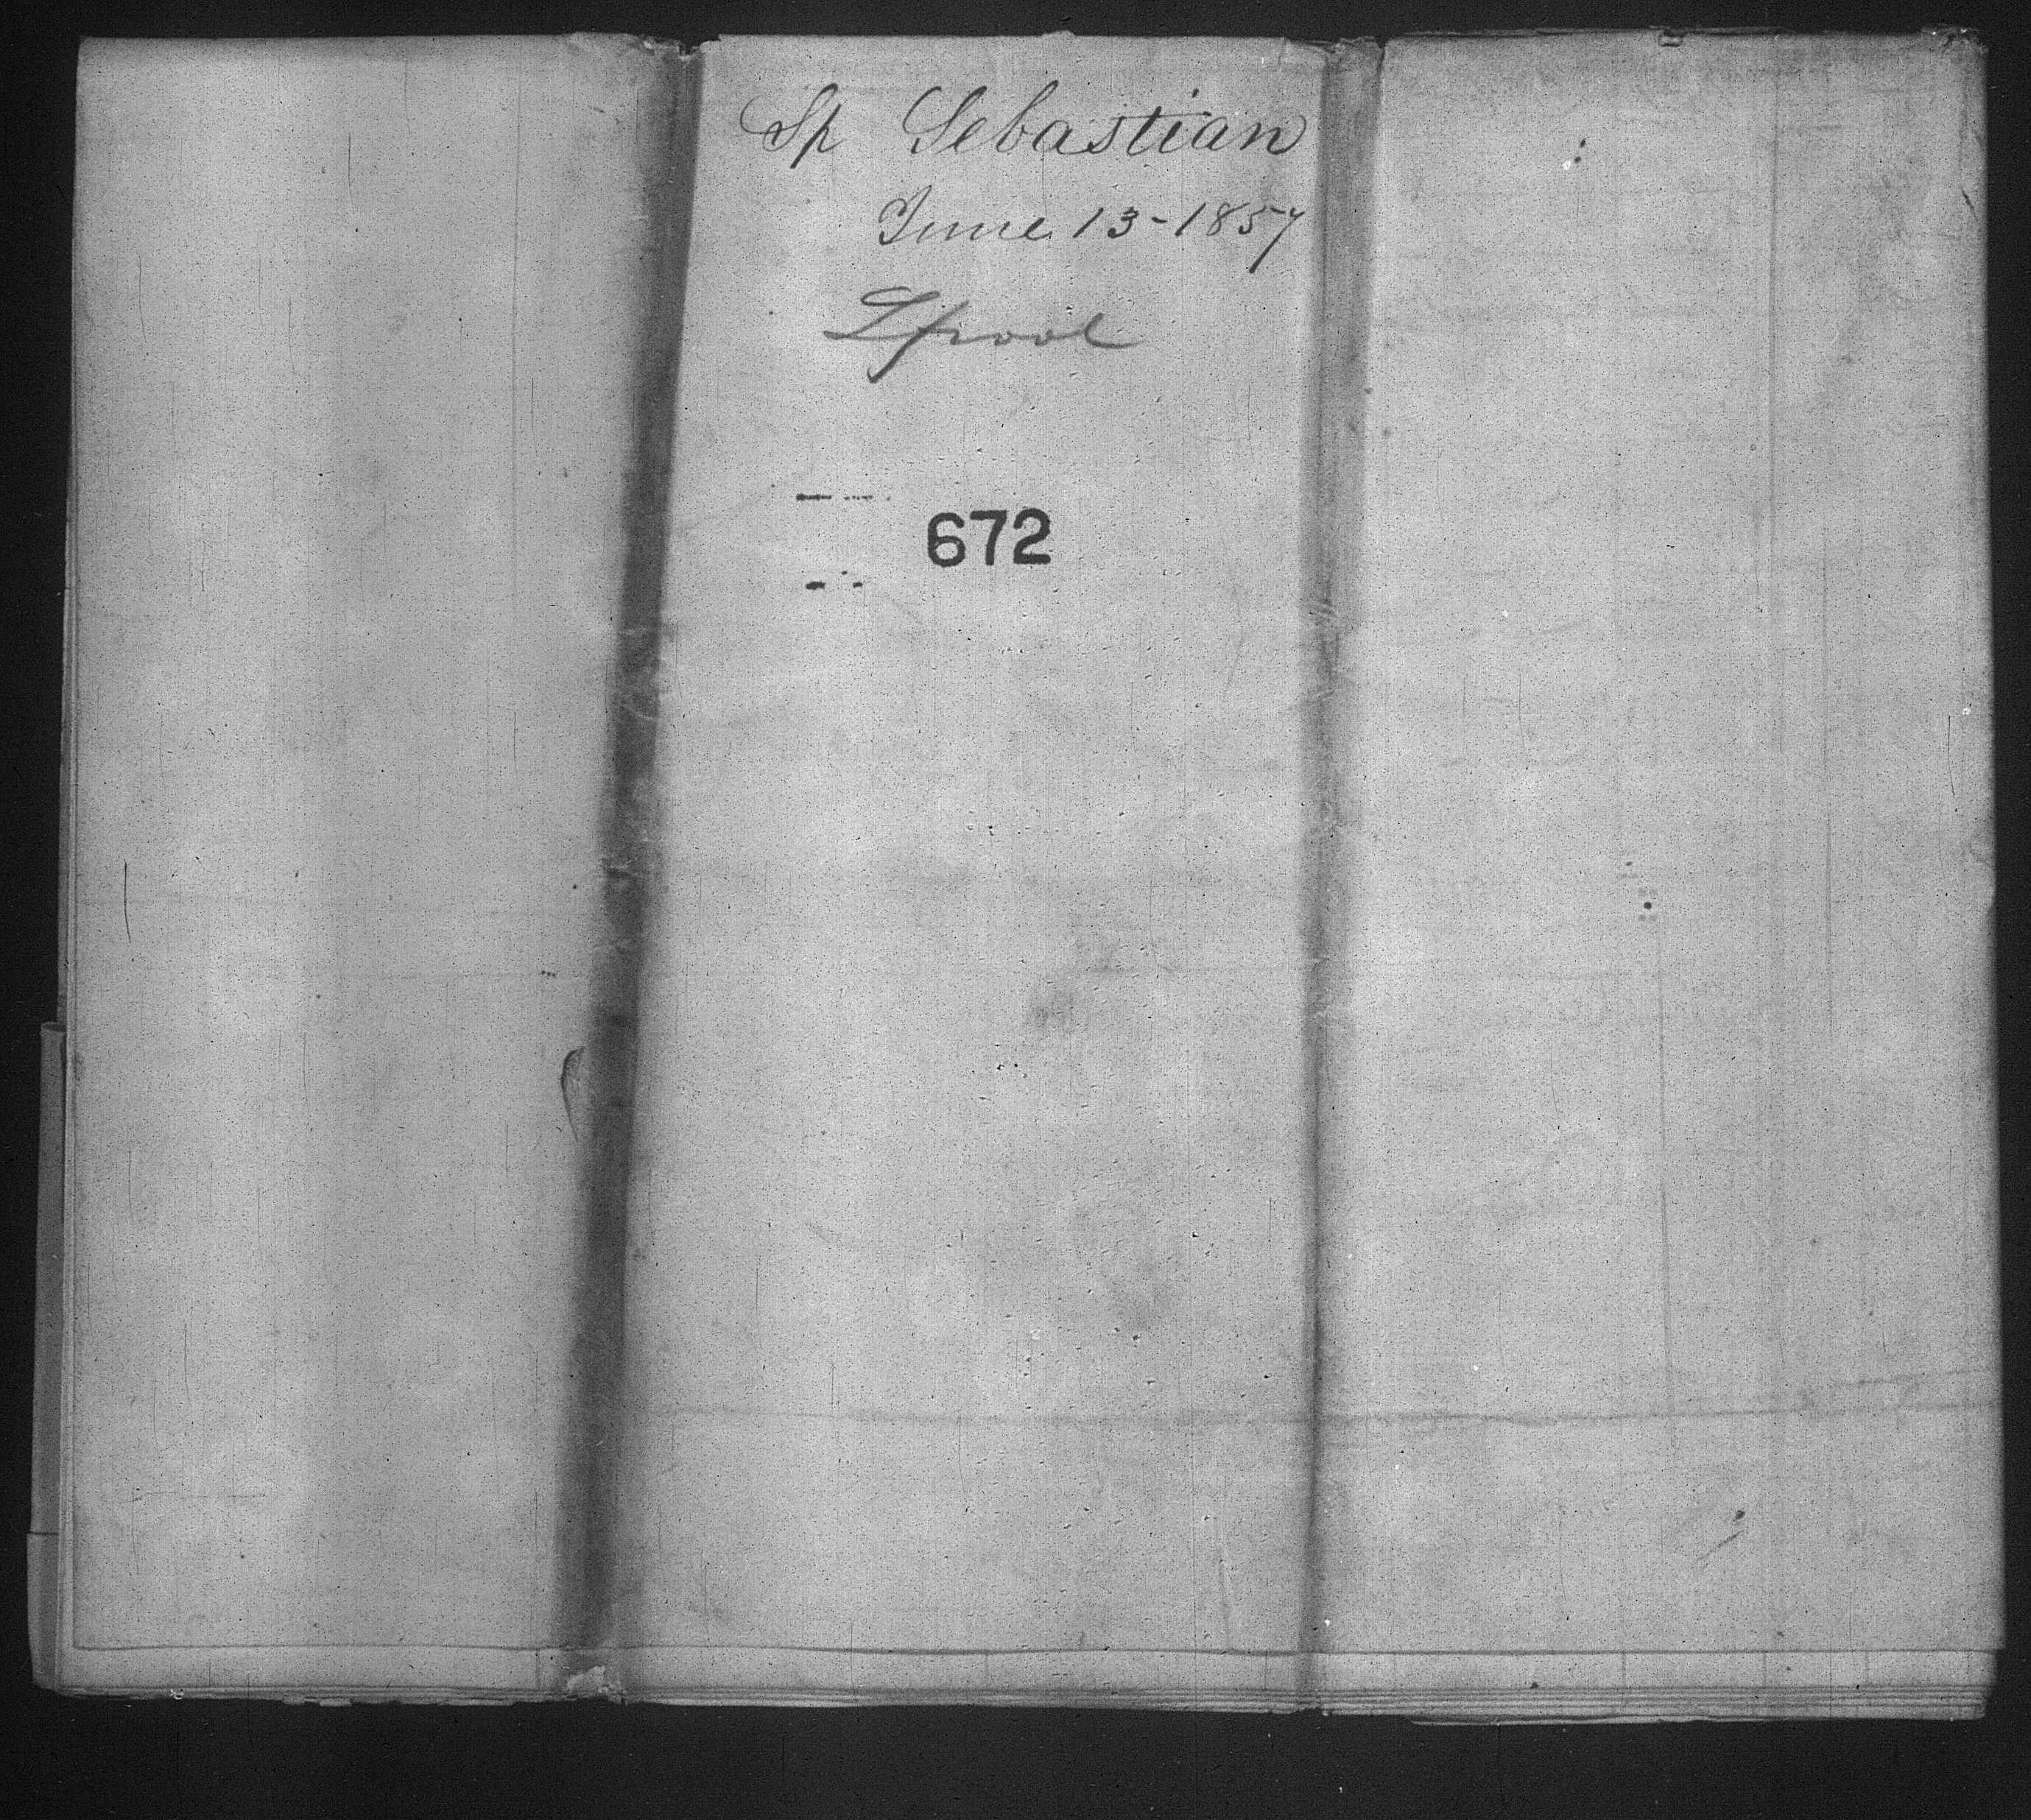 Sp Sebastian
June 13-1857
Lpool
672